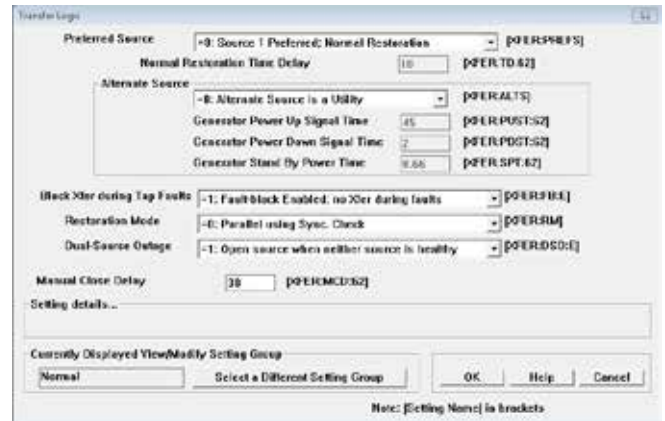 Transfer Logic
Preferred Source ~0: Source 1 Preferred; Normal Restoration [XFER:PREFS]
Normal Restoration Time Delay 10 [XFER:TD:62]
Alternate Source
~0: Alternate Source is a Utility [XFER:ALTS]
Generator Power Up Signal Time 45 [XFER:PUST:62]
Generator Power Down Signal Time 2 [XFER:PDST:62]
Generator Stand By Power Time [XFER:SPT:62]
Block Xfer during Tap Faults ~1: Fault-block Enabled: no Xfer during faults [XFER:FB:E]
Restoration Mode ~0: Parallel using Sync. Check [XFER:RM]
Dual-Source Outage ~1: Open source when neither source is healthy [XFER:DSO:E]
Manual Close Delay 30 [XFER:MCD:62]
Setting details...
Currently Displayed View/Modify Setting Group
Normal Select a Different Setting Group OK Help Cancel
Note: [Setting Name] in brackets